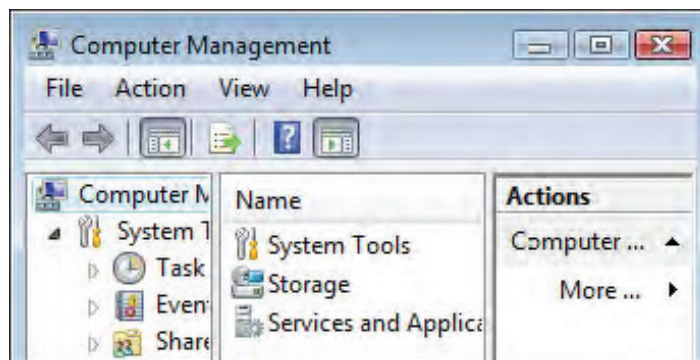 Computer Management
File Action View Help
Computer M
System T
Task
Even
Share
Name
System Tools
Storage
Services and Applica
Actions
Computer ...
More ...